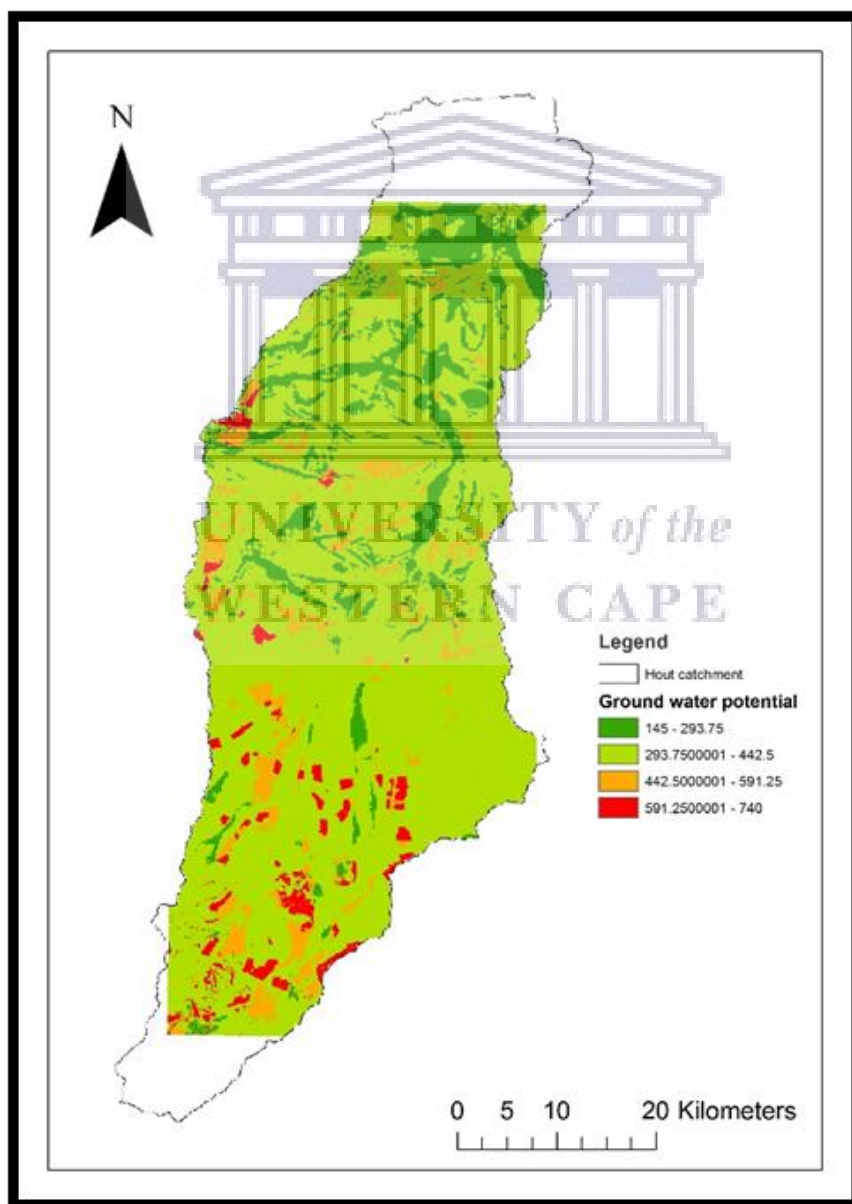 N
UNIVERSITY of the
WESTERN CAPE
Legend
Hout catchment
Ground water potential
145 - 293.75
293.7500001 - 442.5
442.5000001 - 591.25
591.2500001 - 740
0 5 10 20 Kilometers